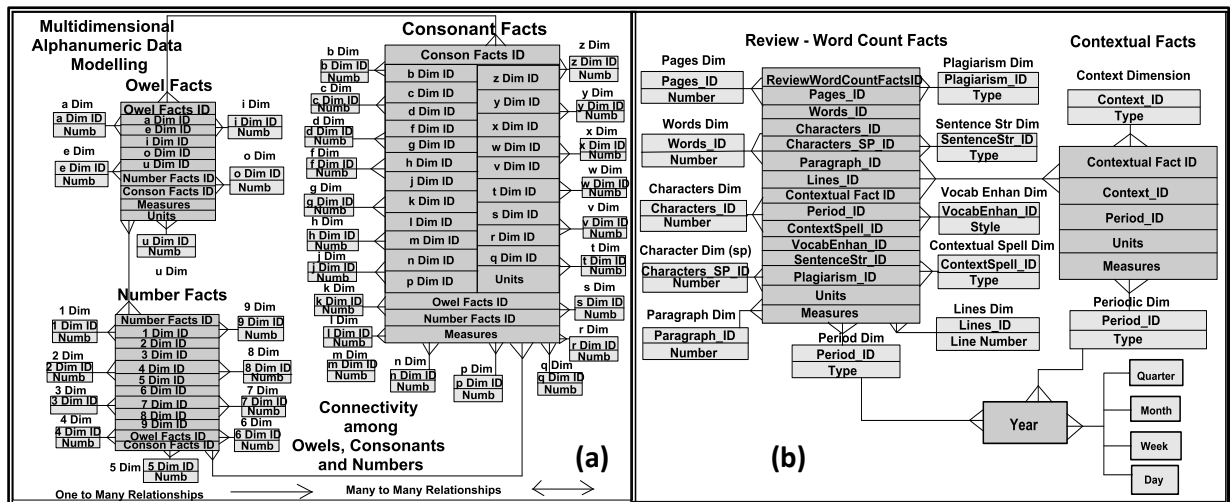 Multidimensional
Alphanumeric Data
Modelling
Owel Facts
a Dim
a Dim ID
Numb
e Dim
e Dim ID
Numb
Owel Facts ID
a Dim ID
e Dim ID
i Dim ID
o Dim ID
u Dim ID
Number Facts ID
Conson Facts ID
Measures
Units
i Dim
i Dim ID
Numb
o Dim
o Dim ID
Numb
u Dim ID
Numb
u Dim
Number Facts
1 Dim
1 Dim ID
Numb
2 Dim
2 Dim ID
Numb
3 Dim
3 Dim ID
4 Dim
4 Dim ID
Numb
Number Facts ID
1 Dim ID
2 Dim ID
3 Dim ID
4 Dim ID
5 Dim ID
6 Dim ID
7 Dim ID
8 Dim ID
9 Dim ID
Owel Facts ID
Conson Facts ID
9 Dim
9 Dim ID
Numb
8 Dim
8 Dim ID
Numb
7 Dim
7 Dim ID
Numb
6 Dim
6 Dim ID
Numb
5 Dim
5 Dim ID
Numb
One to Many Relationships
Many to Many Relationships
Consonant Facts
b Dim
b Dim ID
Numb
c Dim
c Dim ID
Numb
d Dim
d Dim ID
Numb
f Dim
f Dim ID
Numb
g Dim
g Dim ID
Numb
h Dim
h Dim ID
Numb
j Dim
j Dim ID
Numb
k Dim
k Dim ID
Numb
l Dim
l Dim ID
Numb
m Dim
m Dim ID
Numb
Conson Facts ID
b Dim ID
c Dim ID
d Dim ID
f Dim ID
g Dim ID
h Dim ID
j Dim ID
k Dim ID
l Dim ID
m Dim ID
n Dim ID
p Dim ID
z Dim ID
y Dim ID
x Dim ID
w Dim ID
v Dim ID
t Dim ID
s Dim ID
r Dim ID
q Dim ID
Units
Owel Facts ID
Number Facts ID
Measures
z Dim
z Dim ID
Numb
y Dim
y Dim ID
Numb
x Dim
x Dim ID
Numb
w Dim
w Dim ID
Numb
v Dim
v Dim ID
Numb
t Dim
t Dim ID
Numb
s Dim
s Dim ID
Numb
r Dim
r Dim ID
Numb
n Dim
n Dim ID
Numb
p Dim
p Dim ID
Numb
q Dim
q Dim ID
Numb
Connectivity
among
Owels, Consonants
and Numbers
(a)
Review - Word Count Facts
Pages Dim
Pages_ID
Number
Words Dim
Words_ID
Number
Characters Dim
Characters_ID
Number
Character Dim (sp)
Characters_SP_ID
Number
Paragraph Dim
Paragraph_ID
Number
ReviewWordCountFactsID
Pages_ID
Words_ID
Characters_ID
Characters_SP_ID
Paragraph_ID
Lines_ID
Contextual Fact ID
Period_ID
ContextSpell_ID
VocabEnhan_ID
SentenceStr_ID
Plagiarism_ID
Units
Measures
Plagiarism Dim
Plagiarism_ID
Type
Sentence Str Dim
SentenceStr_ID
Type
Vocab Enhan Dim
VocabEnhan_ID
Style
Contextual Spell Dim
ContextSpell_ID
Type
Lines Dim
Lines_ID
Line Number
Period Dim
Period_ID
Type
Contextual Facts
Context Dimension
Context_ID
Type
Contextual Fact ID
Context_ID
Period_ID
Units
Measures
Periodic Dim
Period_ID
Type
Year
Quarter
Month
Week
Day
(b)